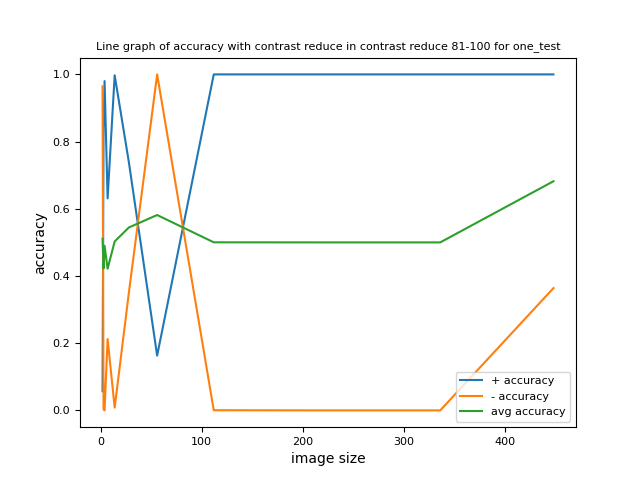 Line graph of accuracy with contrast reduce in contrast reduce 81-100 for one_test
1.0
0.8
0.6
0.4
0.2
0.0
accuracy
0 100 200 300 400
image size
+ accuracy
- accuracy
avg accuracy